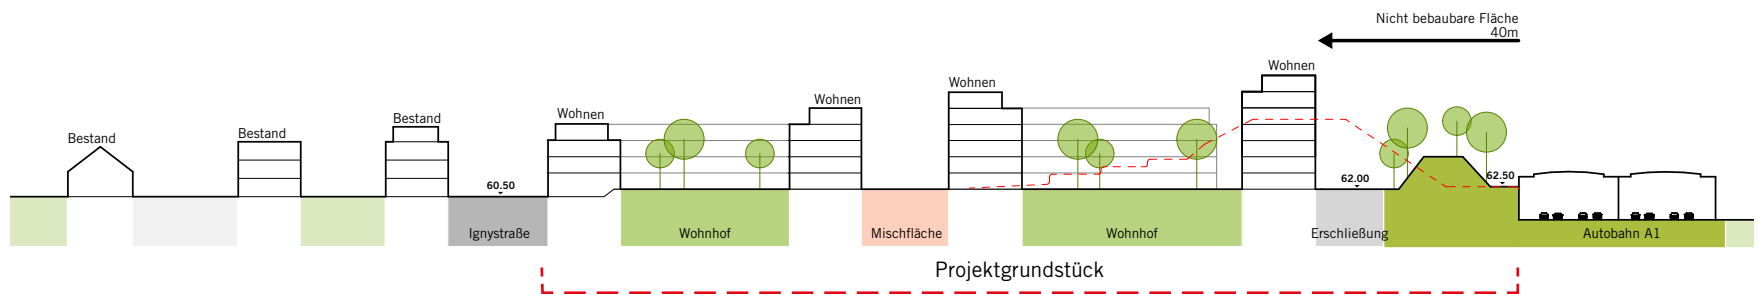 Nicht bebaubare Fläche
40m
Wohnen
Wohnen
Wohnen
Wohnen
Bestand
Bestand
Bestand
60.50
62.00
62.50
Ignystraße
Wohnhof
Mischfläche
Wohnhof
Erschließung
Autobahn A1
Projektgrundstück